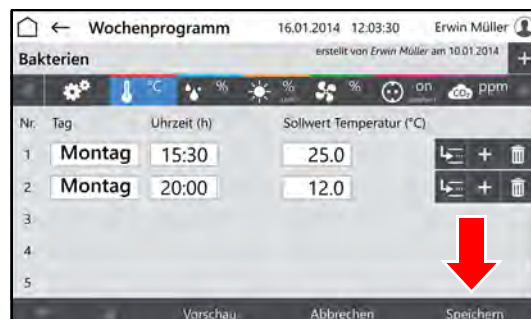 ← Wochenprogramm 16.01.2014 12:03:30 Erwin Müller
Bakterien erstellt von Erwin Müller am 10.01.2014 +
°C % % % on ppm
CO₂
Nr. Tag Uhrzeit (h) Sollwert Temperatur (°C)
1 Montag 15:30 25.0 +
2 Montag 20:00 12.0 +
3
4
5
Vorschau Abbrechen Speichern